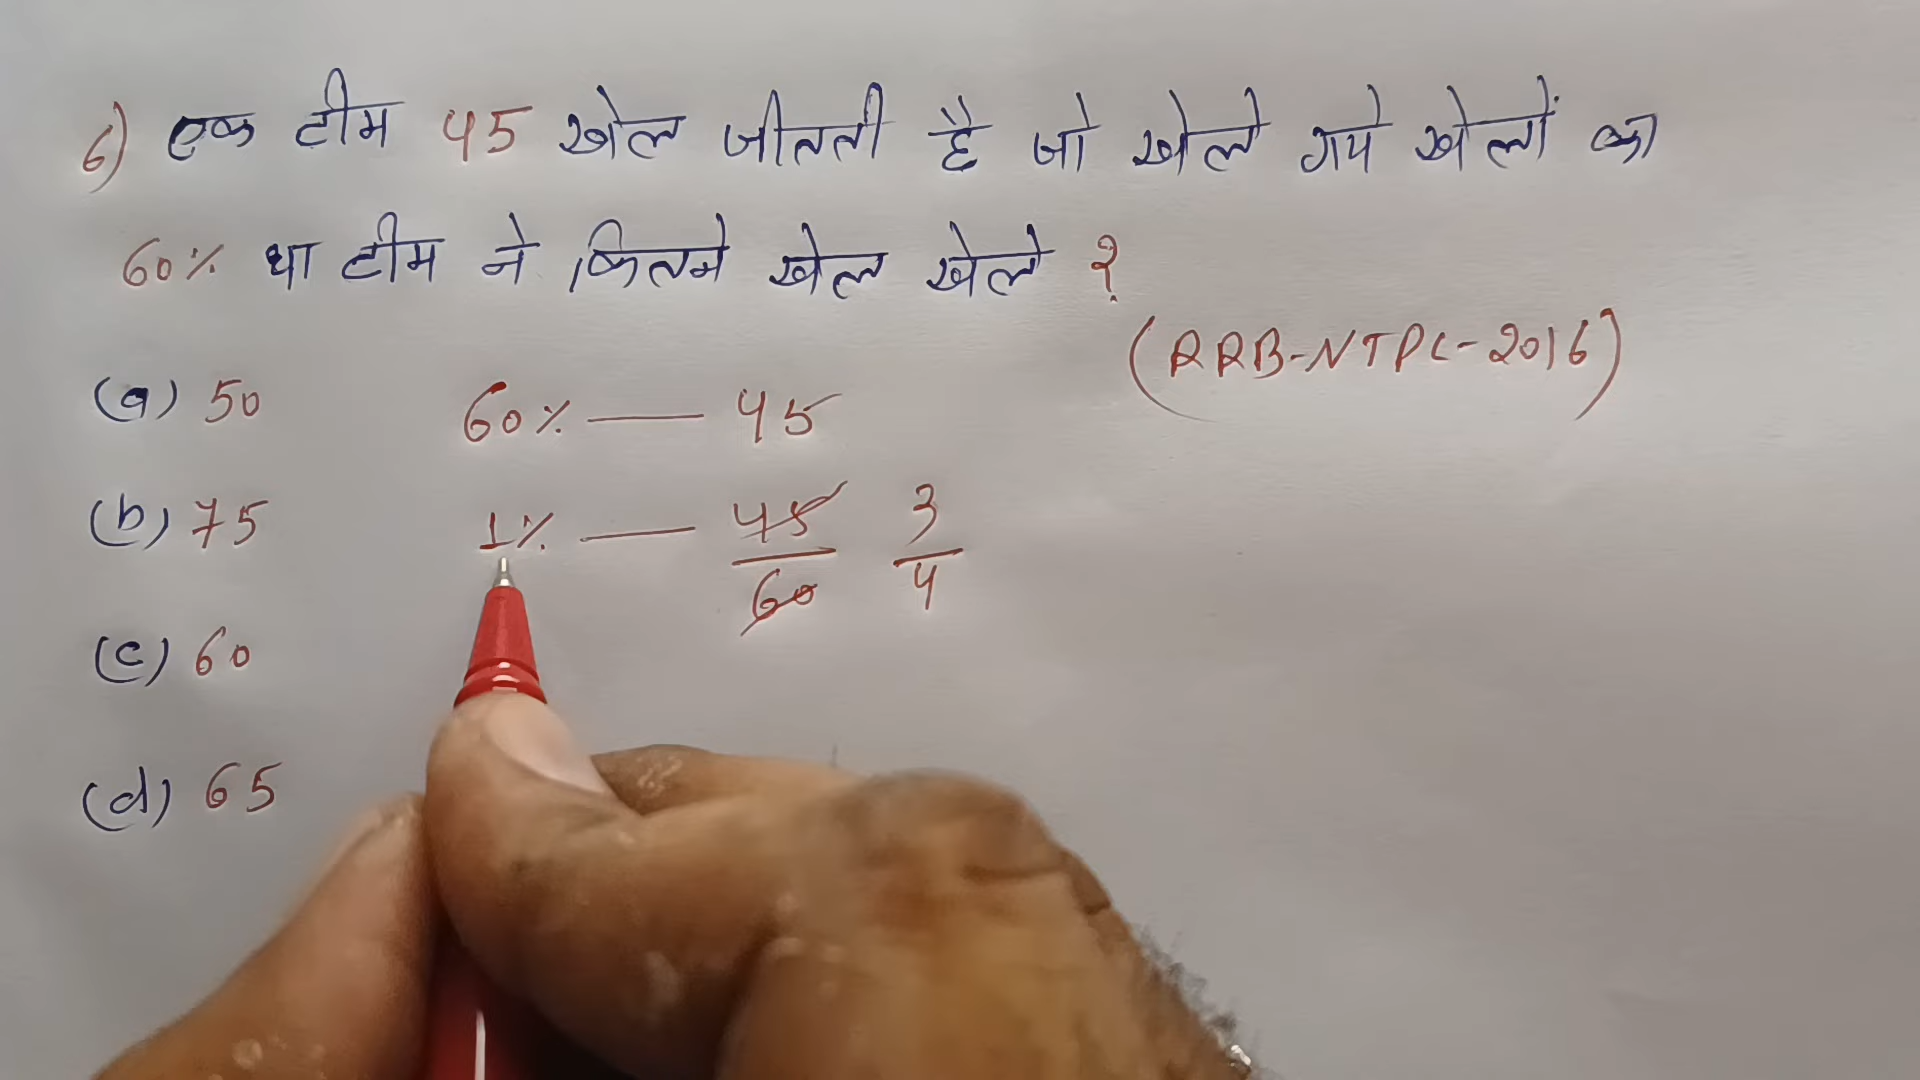 6) एक टीम 45 खेल जीतती है जो खेले गये खेलों का
60% था टीम ने कितने खेल खेले ?
(RRB-NTPC-2016)
(a) 50
60% — 45
(b) 75
1% — 45/60 3/4
(c) 60
(d) 65